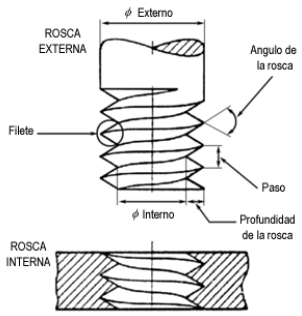 ϕ Externo
ROSCA
EXTERNA
Angulo de
la rosca
Filete
Paso
ϕ Interno
Profundidad
de la rosca
ROSCA
INTERNA